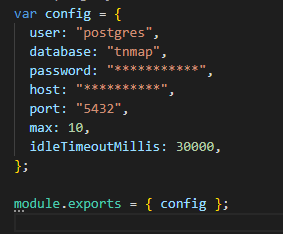 var config = {
user: "postgres",
database: "tnmap",
password: "***********",
host: "**********",
port: "5432",
max: 10,
idleTimeoutMillis: 30000,
};
module.exports = { config };